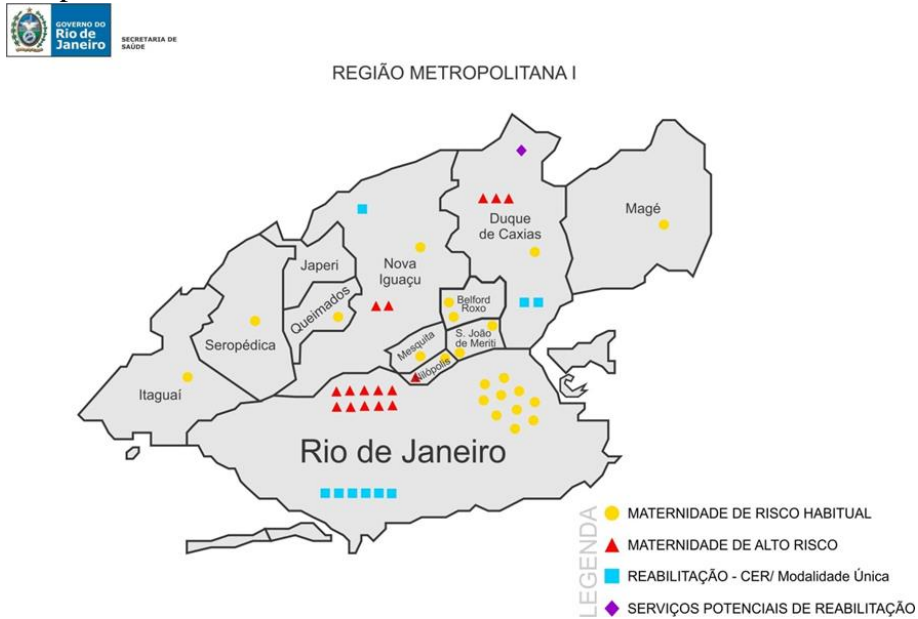 GOVERNO DO
Rio de
Janeiro
SECRETARIA DE
SAÚDE
REGIÃO METROPOLITANA I
Magé
Duque
de Caxias
Japeri
Nova
Iguaçu
Queimados
Belford
Roxo
Seropédica
Mesquita
S. João
de Meriti
Nilópolis
Itaguaí
Rio de Janeiro
LEGENDA
MATERNIDADE DE RISCO HABITUAL
MATERNIDADE DE ALTO RISCO
REABILITAÇÃO - CER/ Modalidade Única
SERVIÇOS POTENCIAIS DE REABILITAÇÃO